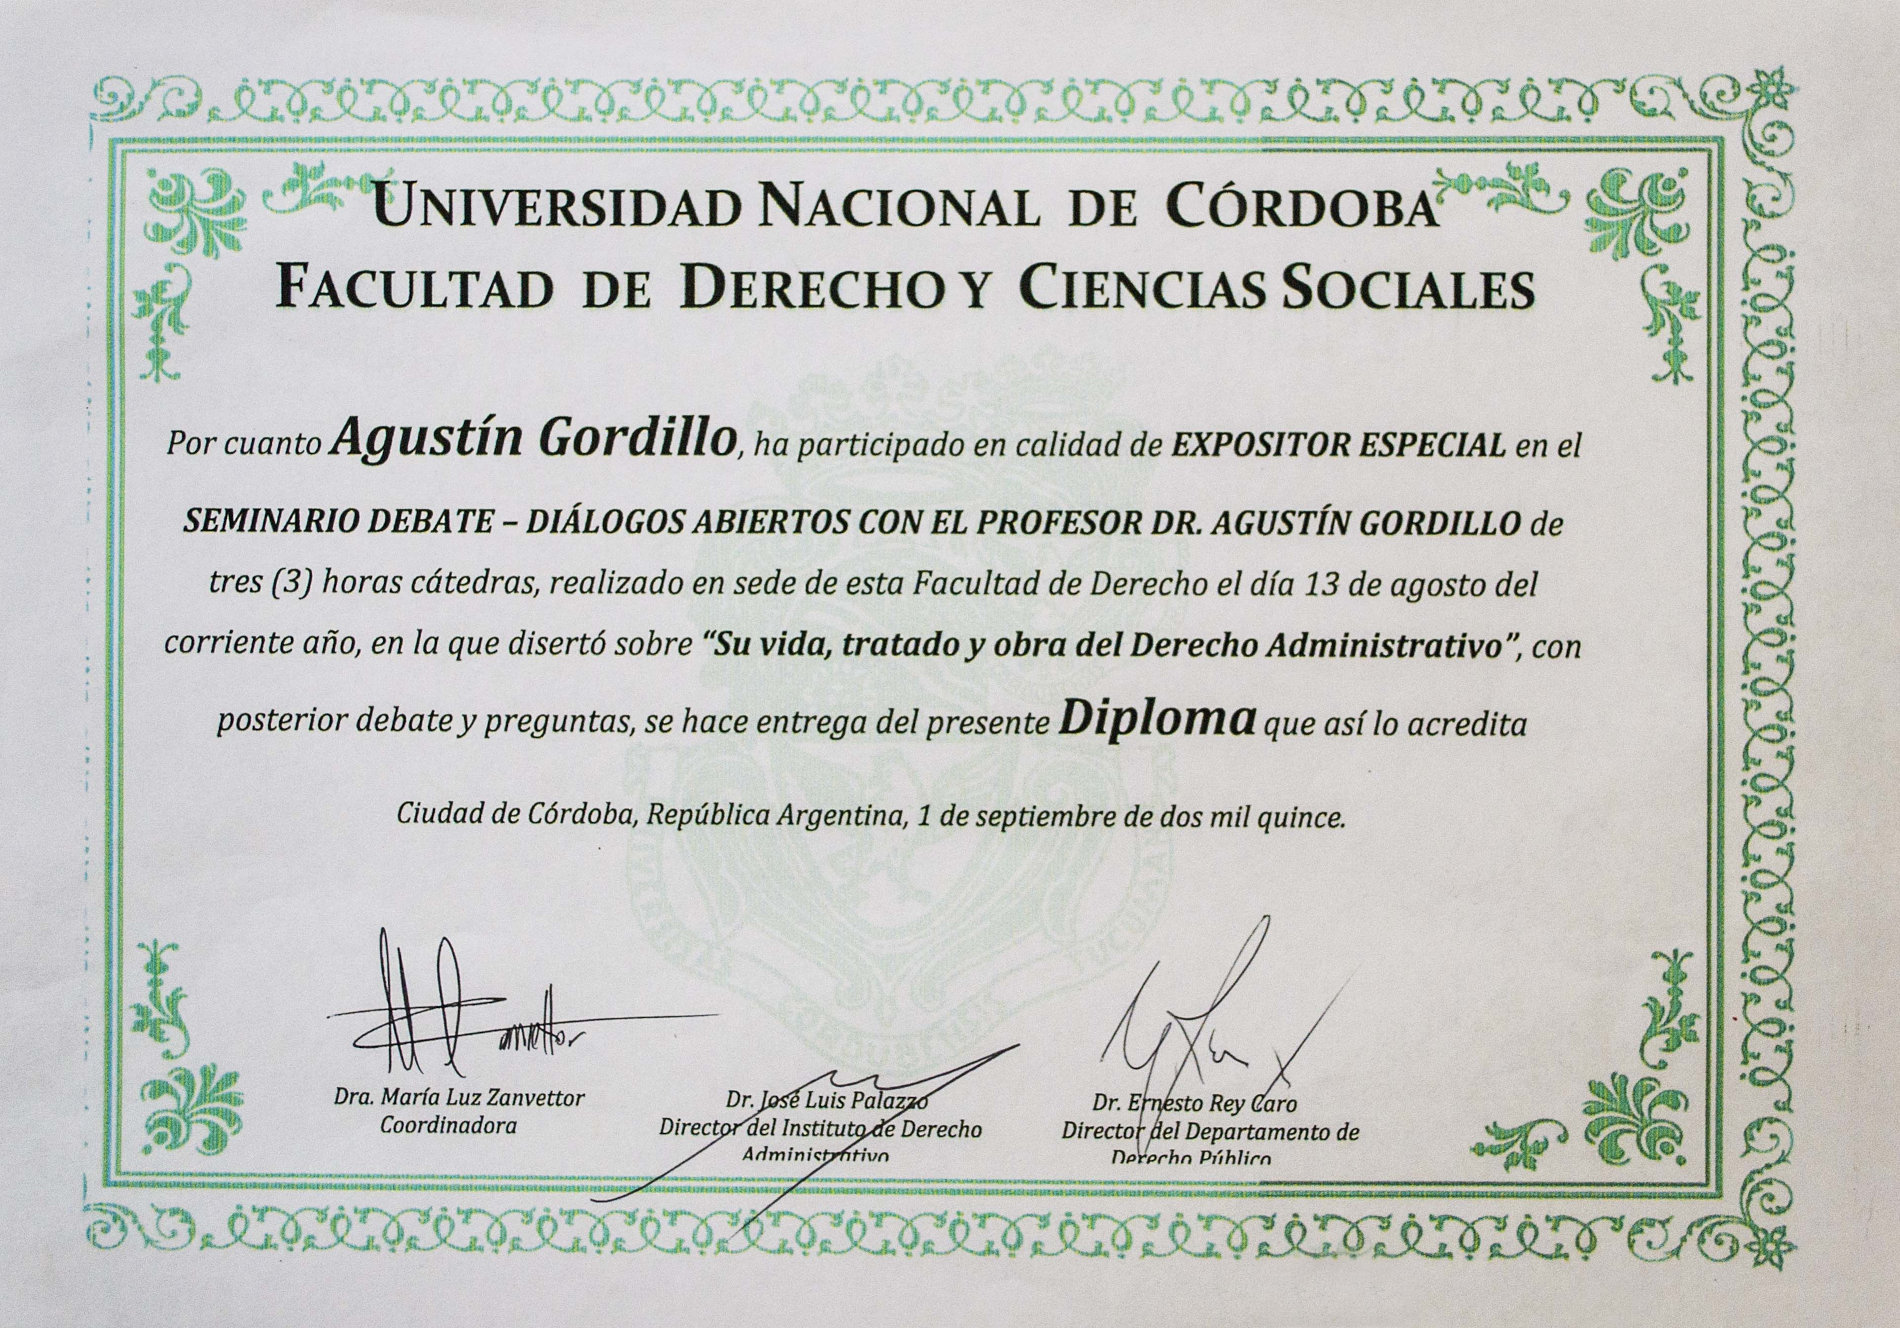 UNIVERSIDAD NACIONAL DE CÓRDOBA
FACULTAD DE DERECHO Y CIENCIAS SOCIALES
Por cuanto Agustín Gordillo, ha participado en calidad de EXPOSITOR ESPECIAL en el
SEMINARIO DEBATE – DIÁLOGOS ABIERTOS CON EL PROFESOR DR. AGUSTÍN GORDILLO de
tres (3) horas cátedras, realizado en sede de esta Facultad de Derecho el día 13 de agosto del
corriente año, en la que disertó sobre “Su vida, tratado y obra del Derecho Administrativo”, con
posterior debate y preguntas, se hace entrega del presente Diploma que así lo acredita
Ciudad de Córdoba, República Argentina, 1 de septiembre de dos mil quince.
Dra. María Luz Zanvettor
Coordinadora
Dr. José Luis Palazzo
Director del Instituto de Derecho
Administrativo
Dr. Ernesto Rey Caro
Director del Departamento de
Derecho Público